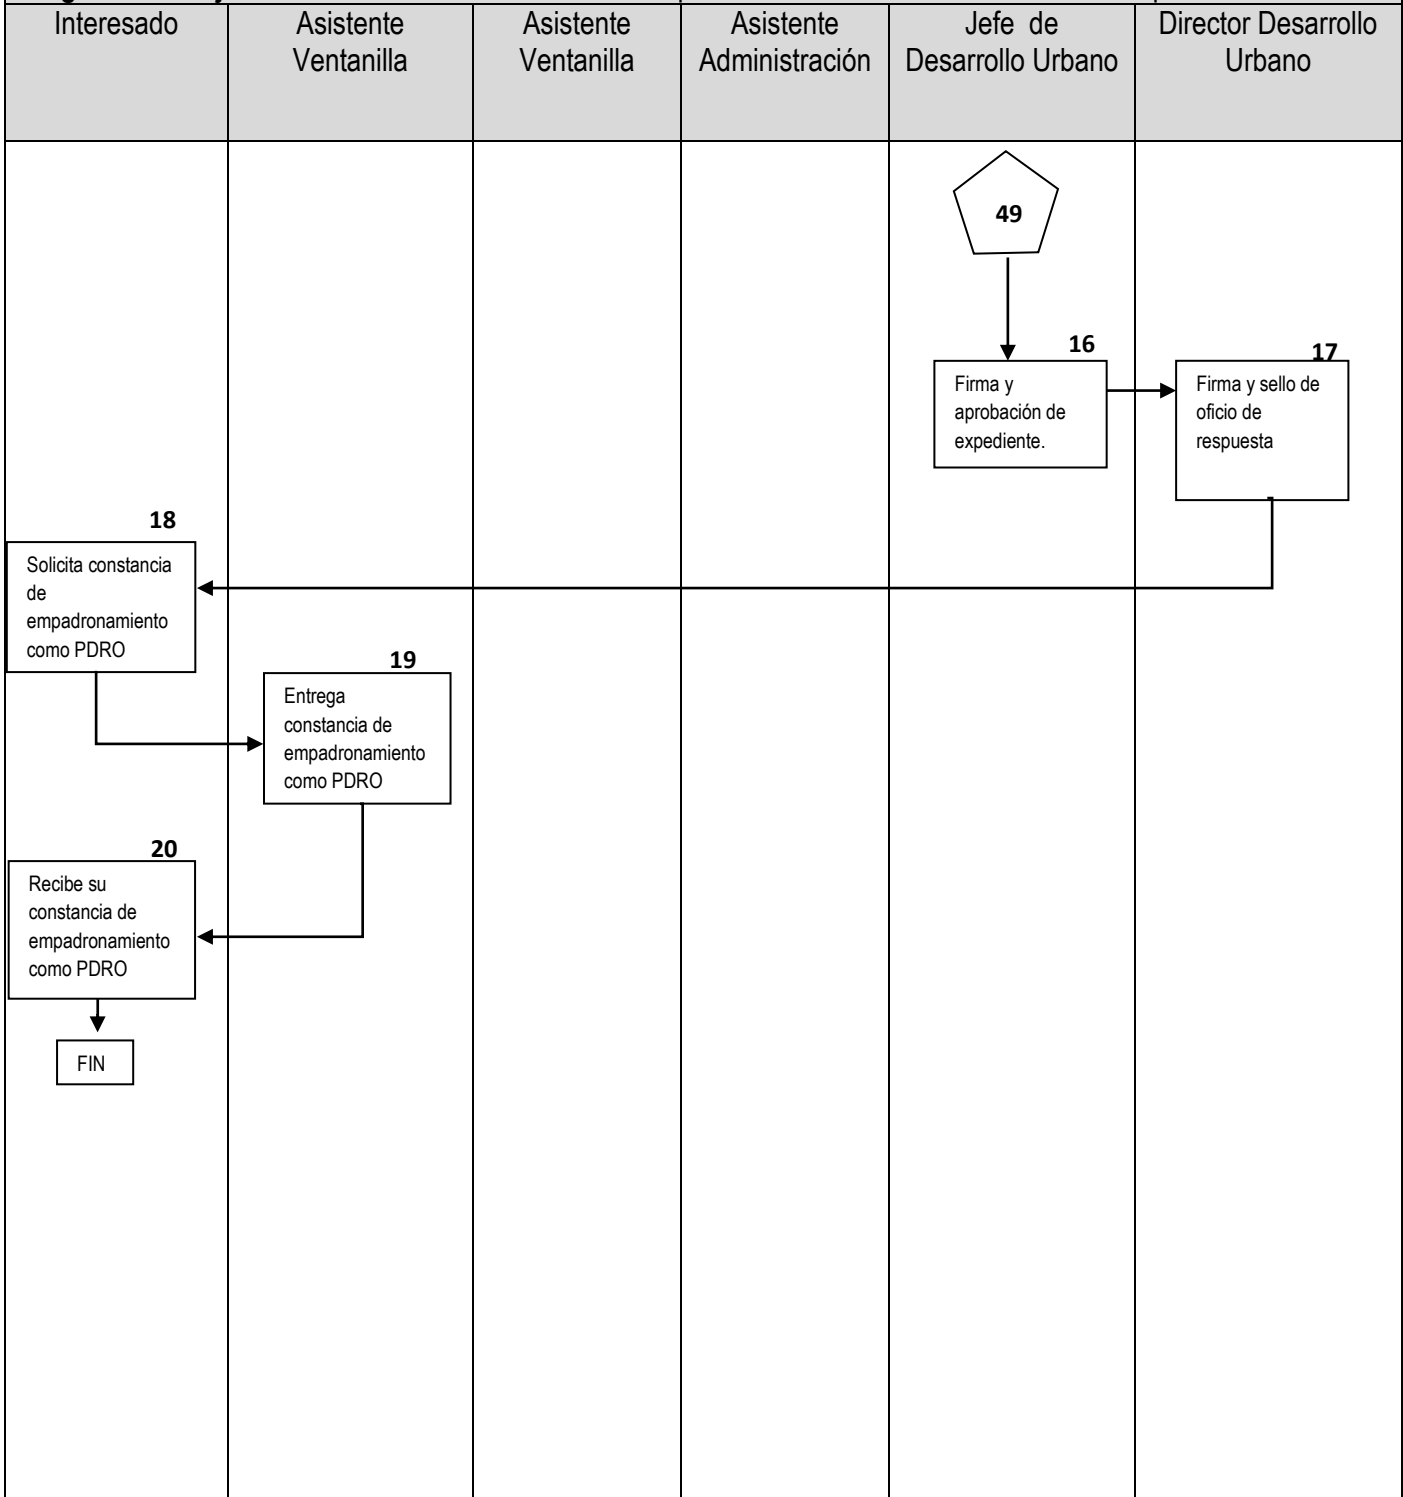 Interesado
Asistente
Ventanilla
Asistente
Ventanilla
Asistente
Administración
Jefe de
Desarrollo Urbano
Director Desarrollo
Urbano
49
16
Firma y
aprobación de
expediente.
17
Firma y sello de
oficio de
respuesta
18
Solicita constancia
de
empadronamiento
como PDRO
19
Entrega
constancia de
empadronamiento
como PDRO
20
Recibe su
constancia de
empadronamiento
como PDRO
FIN